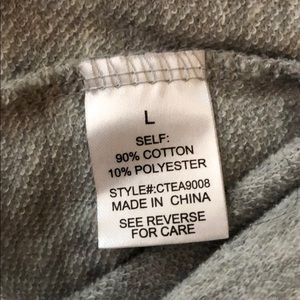 L
SELF:
90% COTTON
10% POLYESTER
STYLE#:CTEA9008
MADE IN CHINA
SEE REVERSE
FOR CARE